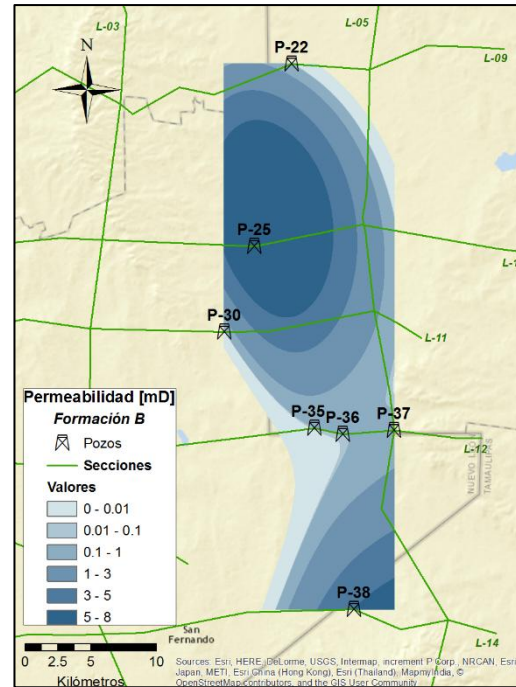 L-03
L-05
P-22
N
L-09
P-25
L-1
P-30
L-11
Permeabilidad [mD]
Formación B
Pozos
Secciones
Valores
0 - 0.01
0.01 - 0.1
0.1 - 1
1 - 3
3 - 5
5 - 8
P-35
P-36
P-37
L-12
NUEVO LEO
TAMAULIPAS
P-38
San
Fernando
L-14
0 2.5 5 10
Kilómetros
Sources: Esri, HERE, DeLorme, USGS, Intermap, increment P Corp., NRCAN, Esri
Japan, METI, Esri China (Hong Kong), Esri (Thailand), MapmyIndia, ©
OpenStreetMap contributors, and the GIS User Community